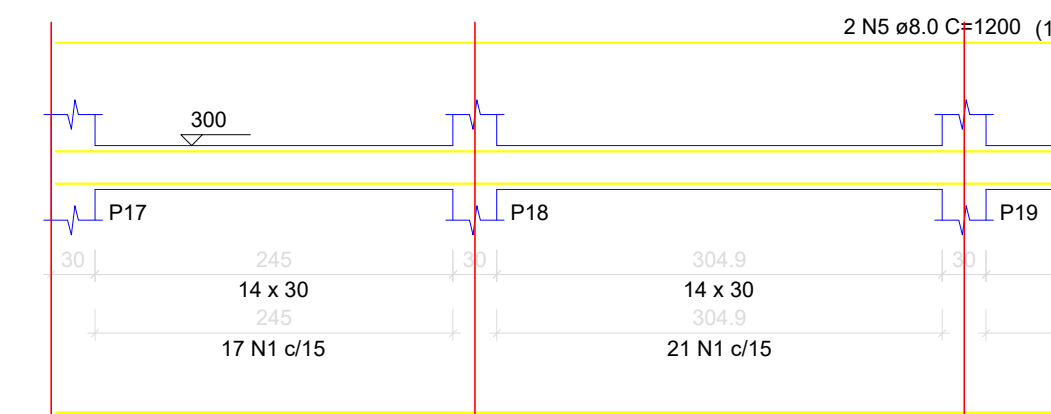 2 N5 ø8.0 C=1200 (1
300
P17 P18 P19
30 245 30 304.9 30
14 x 30 14 x 30
245 304.9
17 N1 c/15 21 N1 c/15